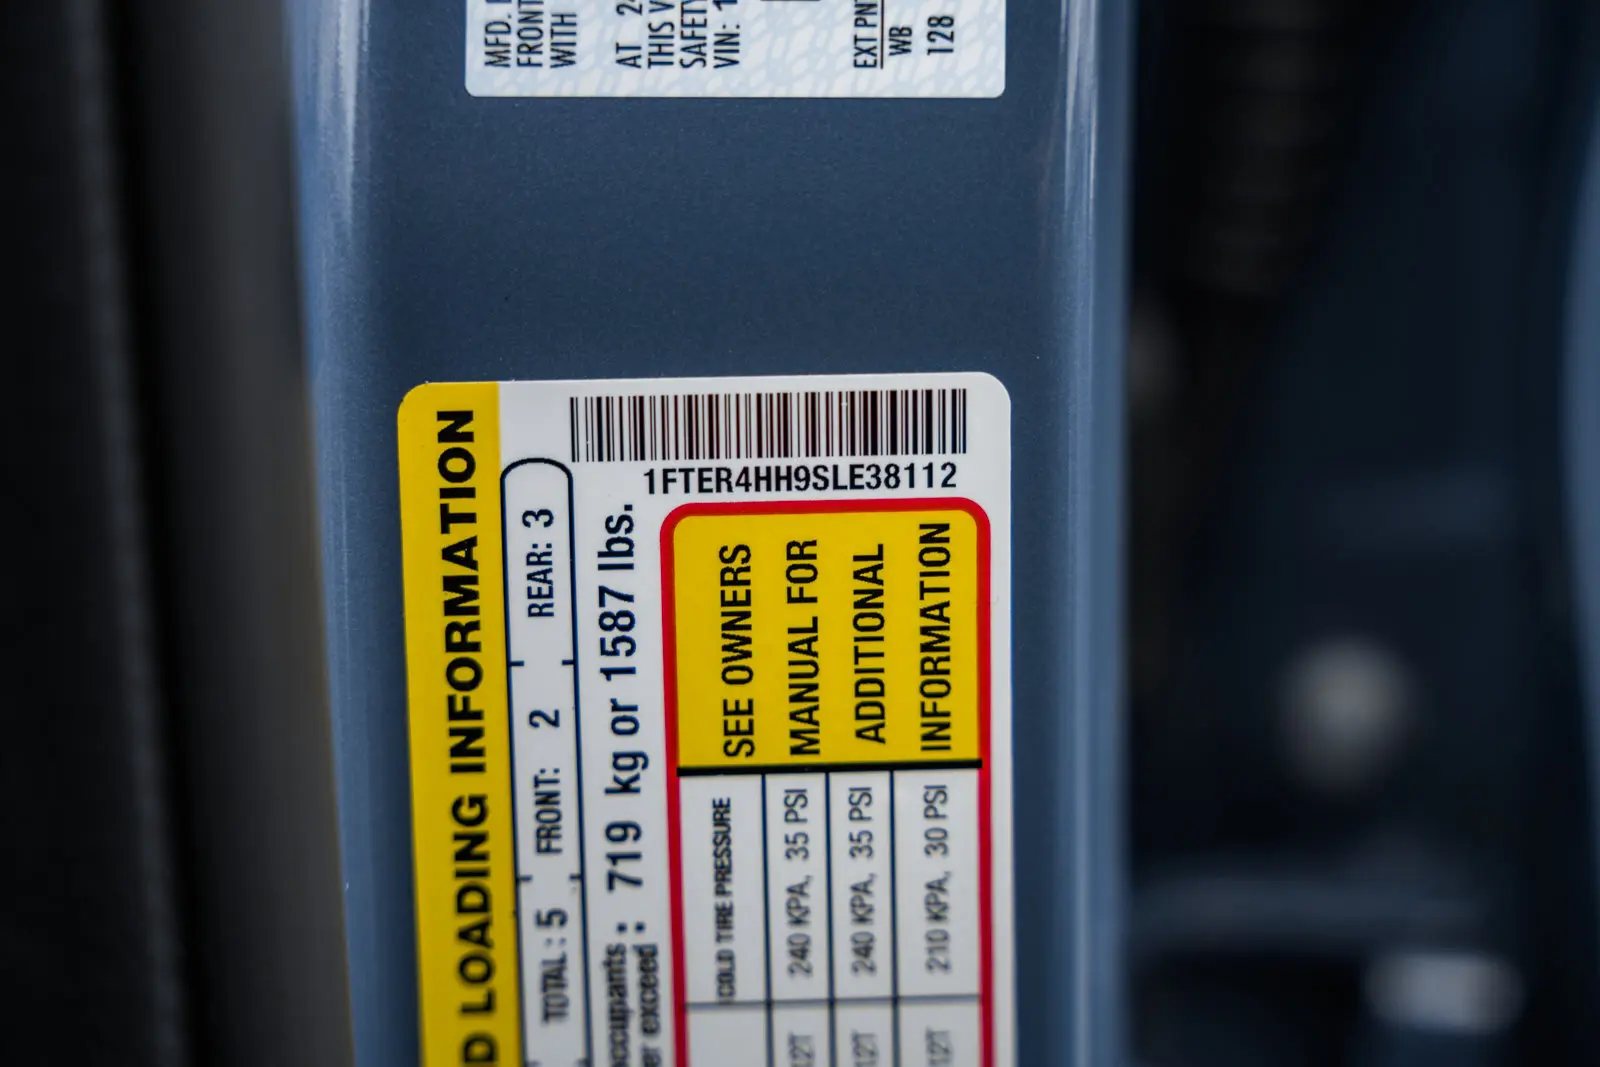 MFD.
FRONT
WITH
AT
THIS
SAFETY
VIN: 1
EXT PNT
WB
128
LOADING INFORMATION
TOTAL: 5 FRONT: 2 REAR: 3
719 kg or 1587 lbs.
exceed:
1FTER4HH9SLE38112
COLD TIRE PRESSURE
240 KPA, 35 PSI
240 KPA, 35 PSI
210 KPA, 30 PSI
SEE OWNERS
MANUAL FOR
ADDITIONAL
INFORMATION